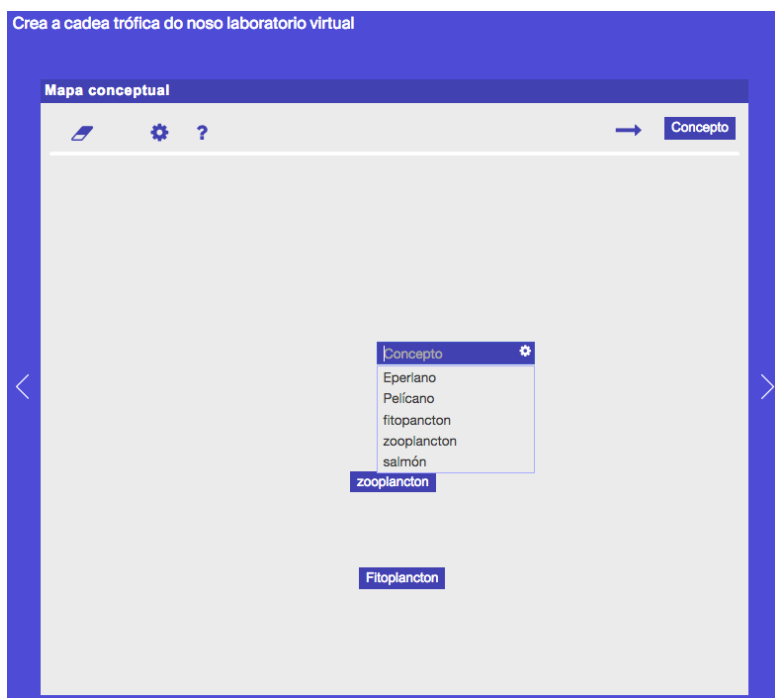 Crea a cadea trófica do noso laboratorio virtual
Mapa conceptual
?
Concepto
Concepto
Eperlano
Pelícano
fitopancton
zooplancton
salmón
zooplancton
Fitoplancton